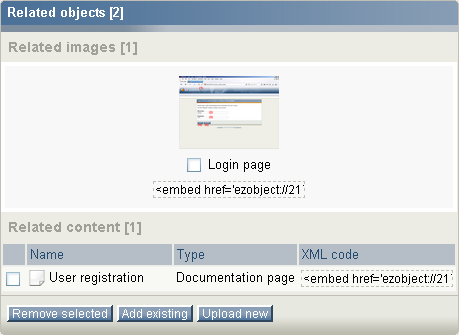 Related objects [2]
Related images [1]
Login page
<embed href='ezobject://21
Related content [1]
Name Type XML code
User registration Documentation page <embed href='ezobject://21
Remove selected Add existing Upload new